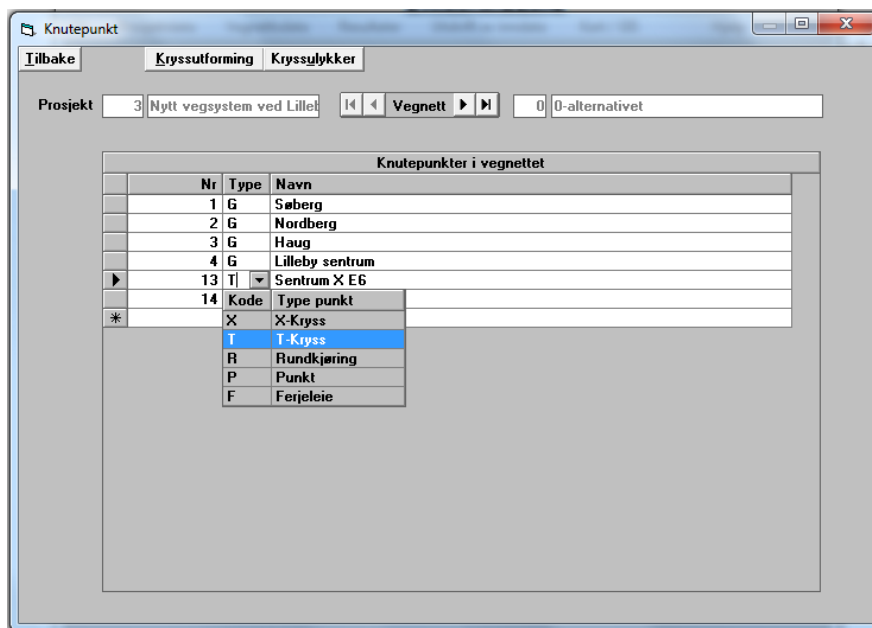 Knutepunkt
Tilbake Kryssutforming Kryssulykker
Prosjekt 3 Nytt vegsystem ved Lilleb Vegnett 0 0-alternativet
Knutepunkter i vegnettet
Nr Type Navn
1 G Søberg
2 G Nordberg
3 G Haug
4 G Lilleby sentrum
13 T Sentrum X E6
14 Kode Type punkt
X X-Kryss
T T-Kryss
R Rundkjøring
P Punkt
F Ferjeleie